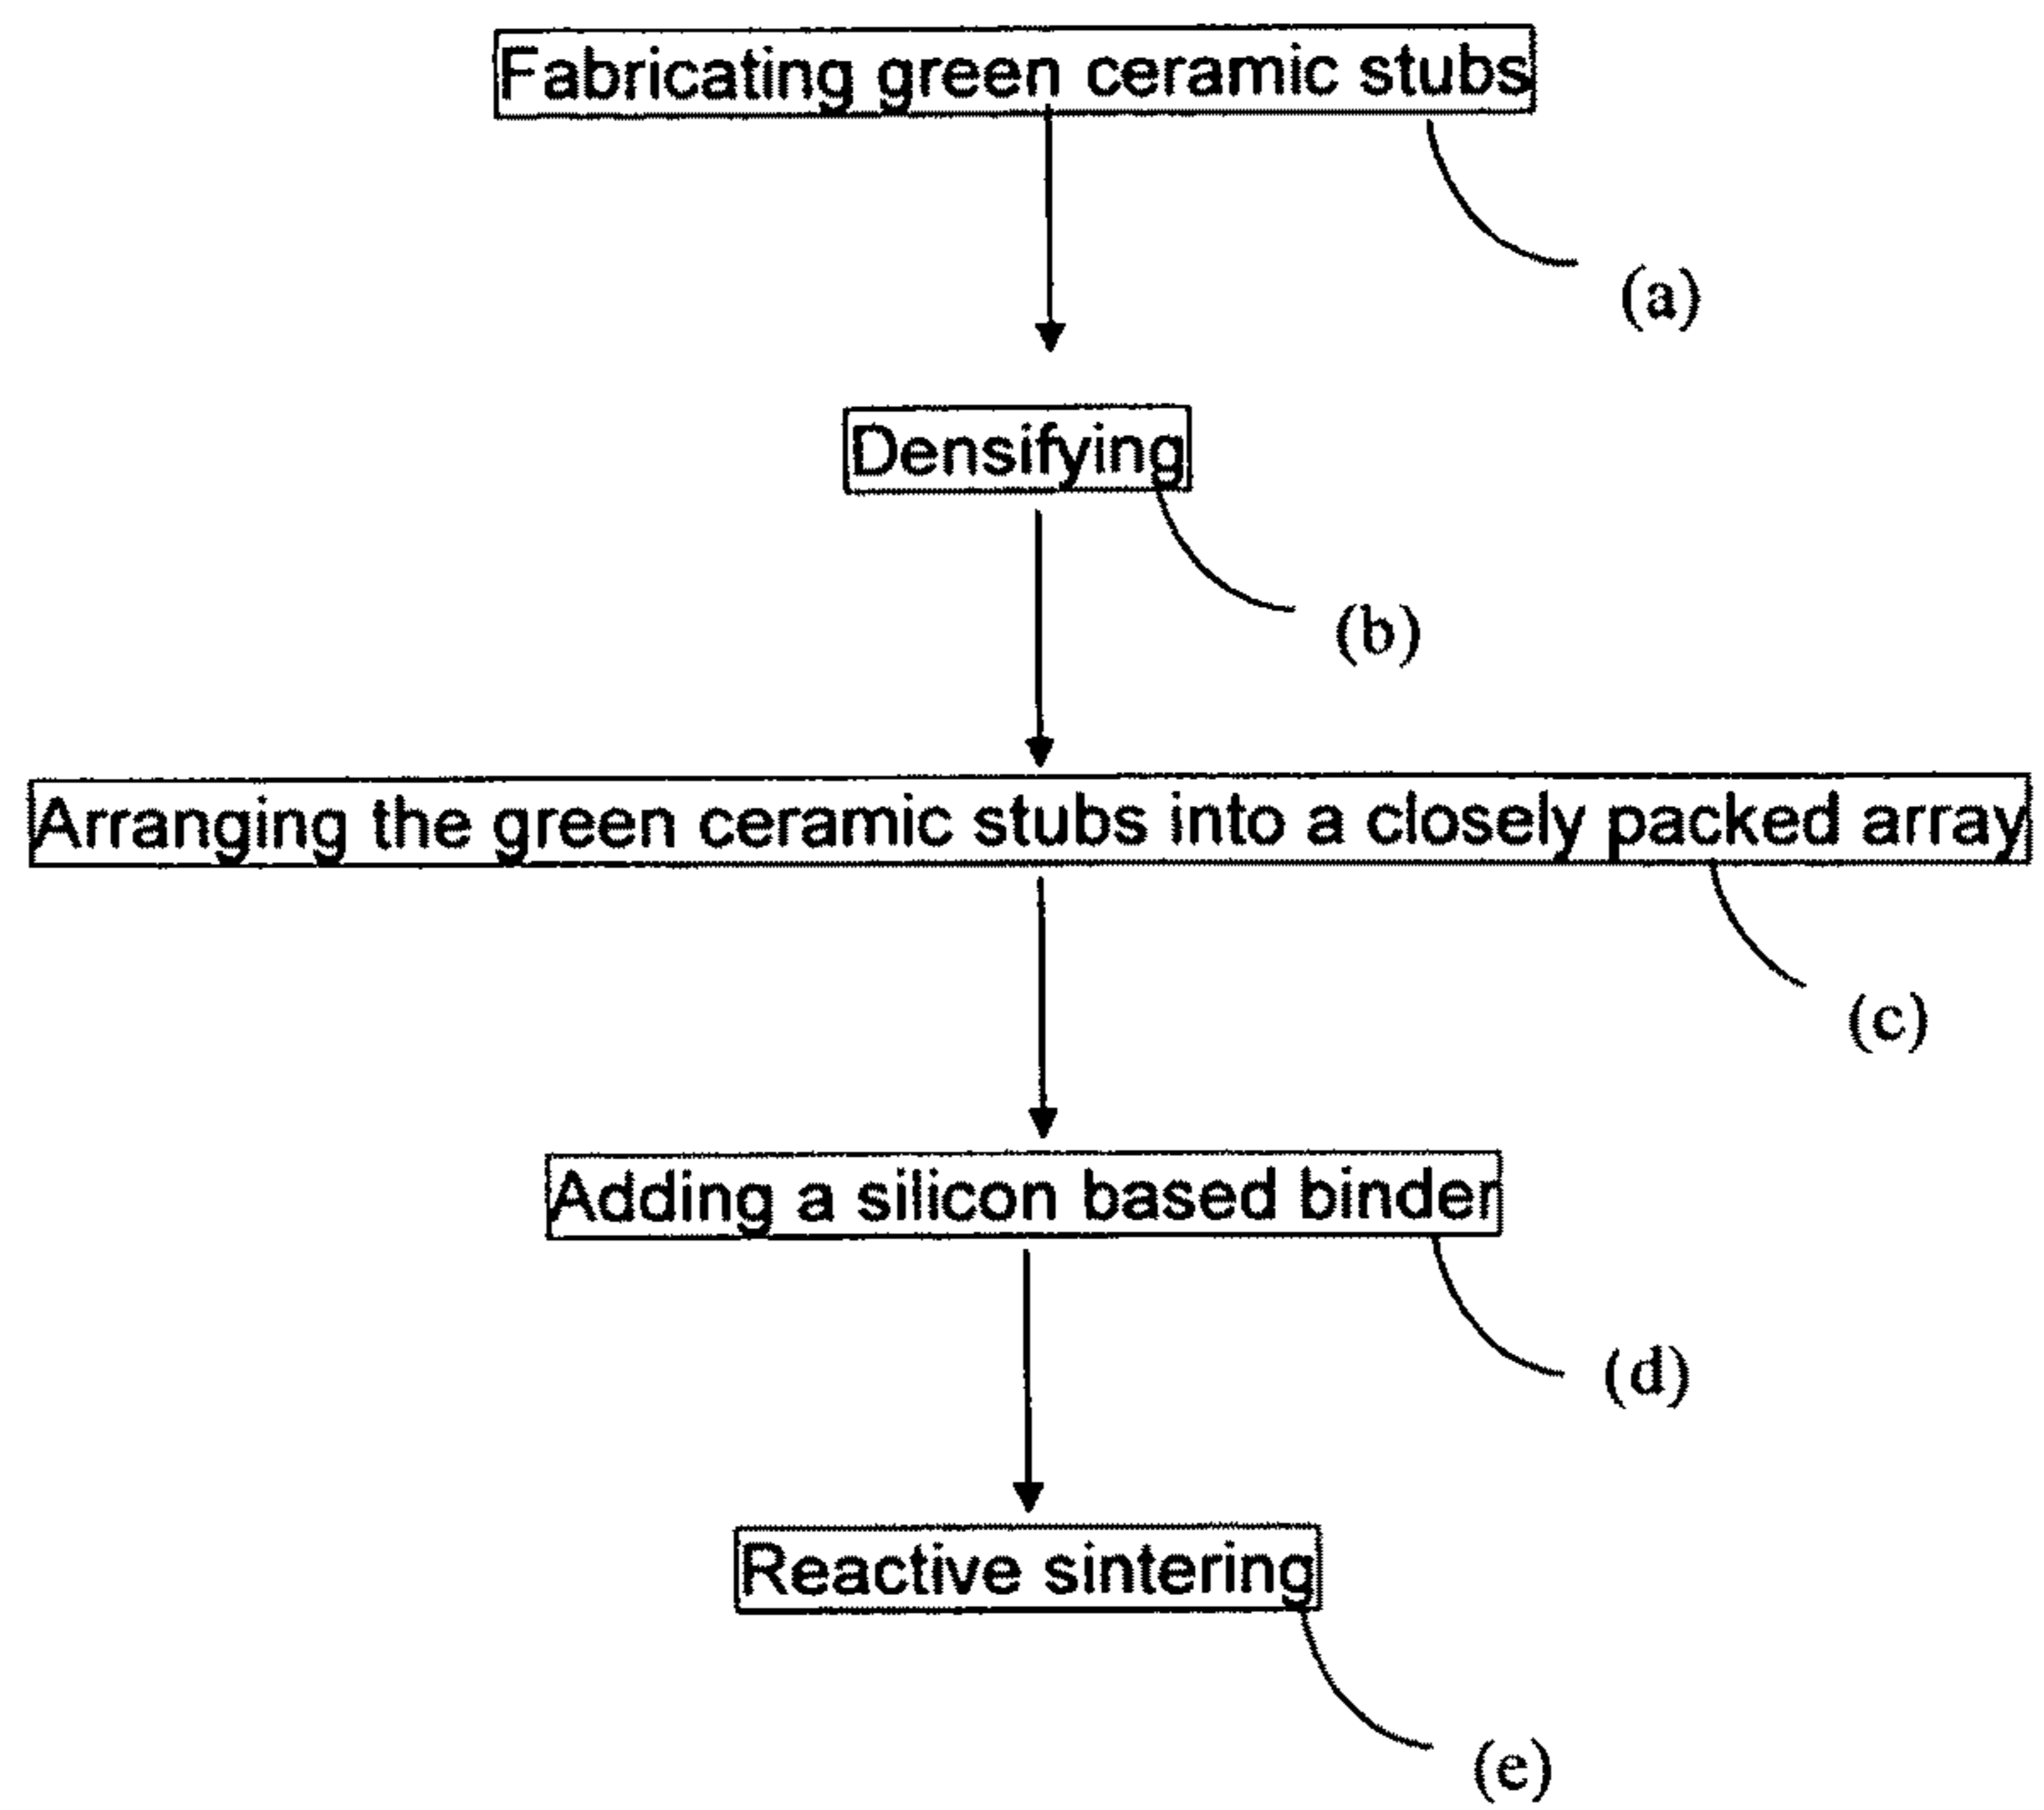 Fabricating green ceramic stubs
(a)
Densifying
(b)
Arranging the green ceramic stubs into a closely packed array
(c)
Adding a silicon based binder
(d)
Reactive sintering
(e)